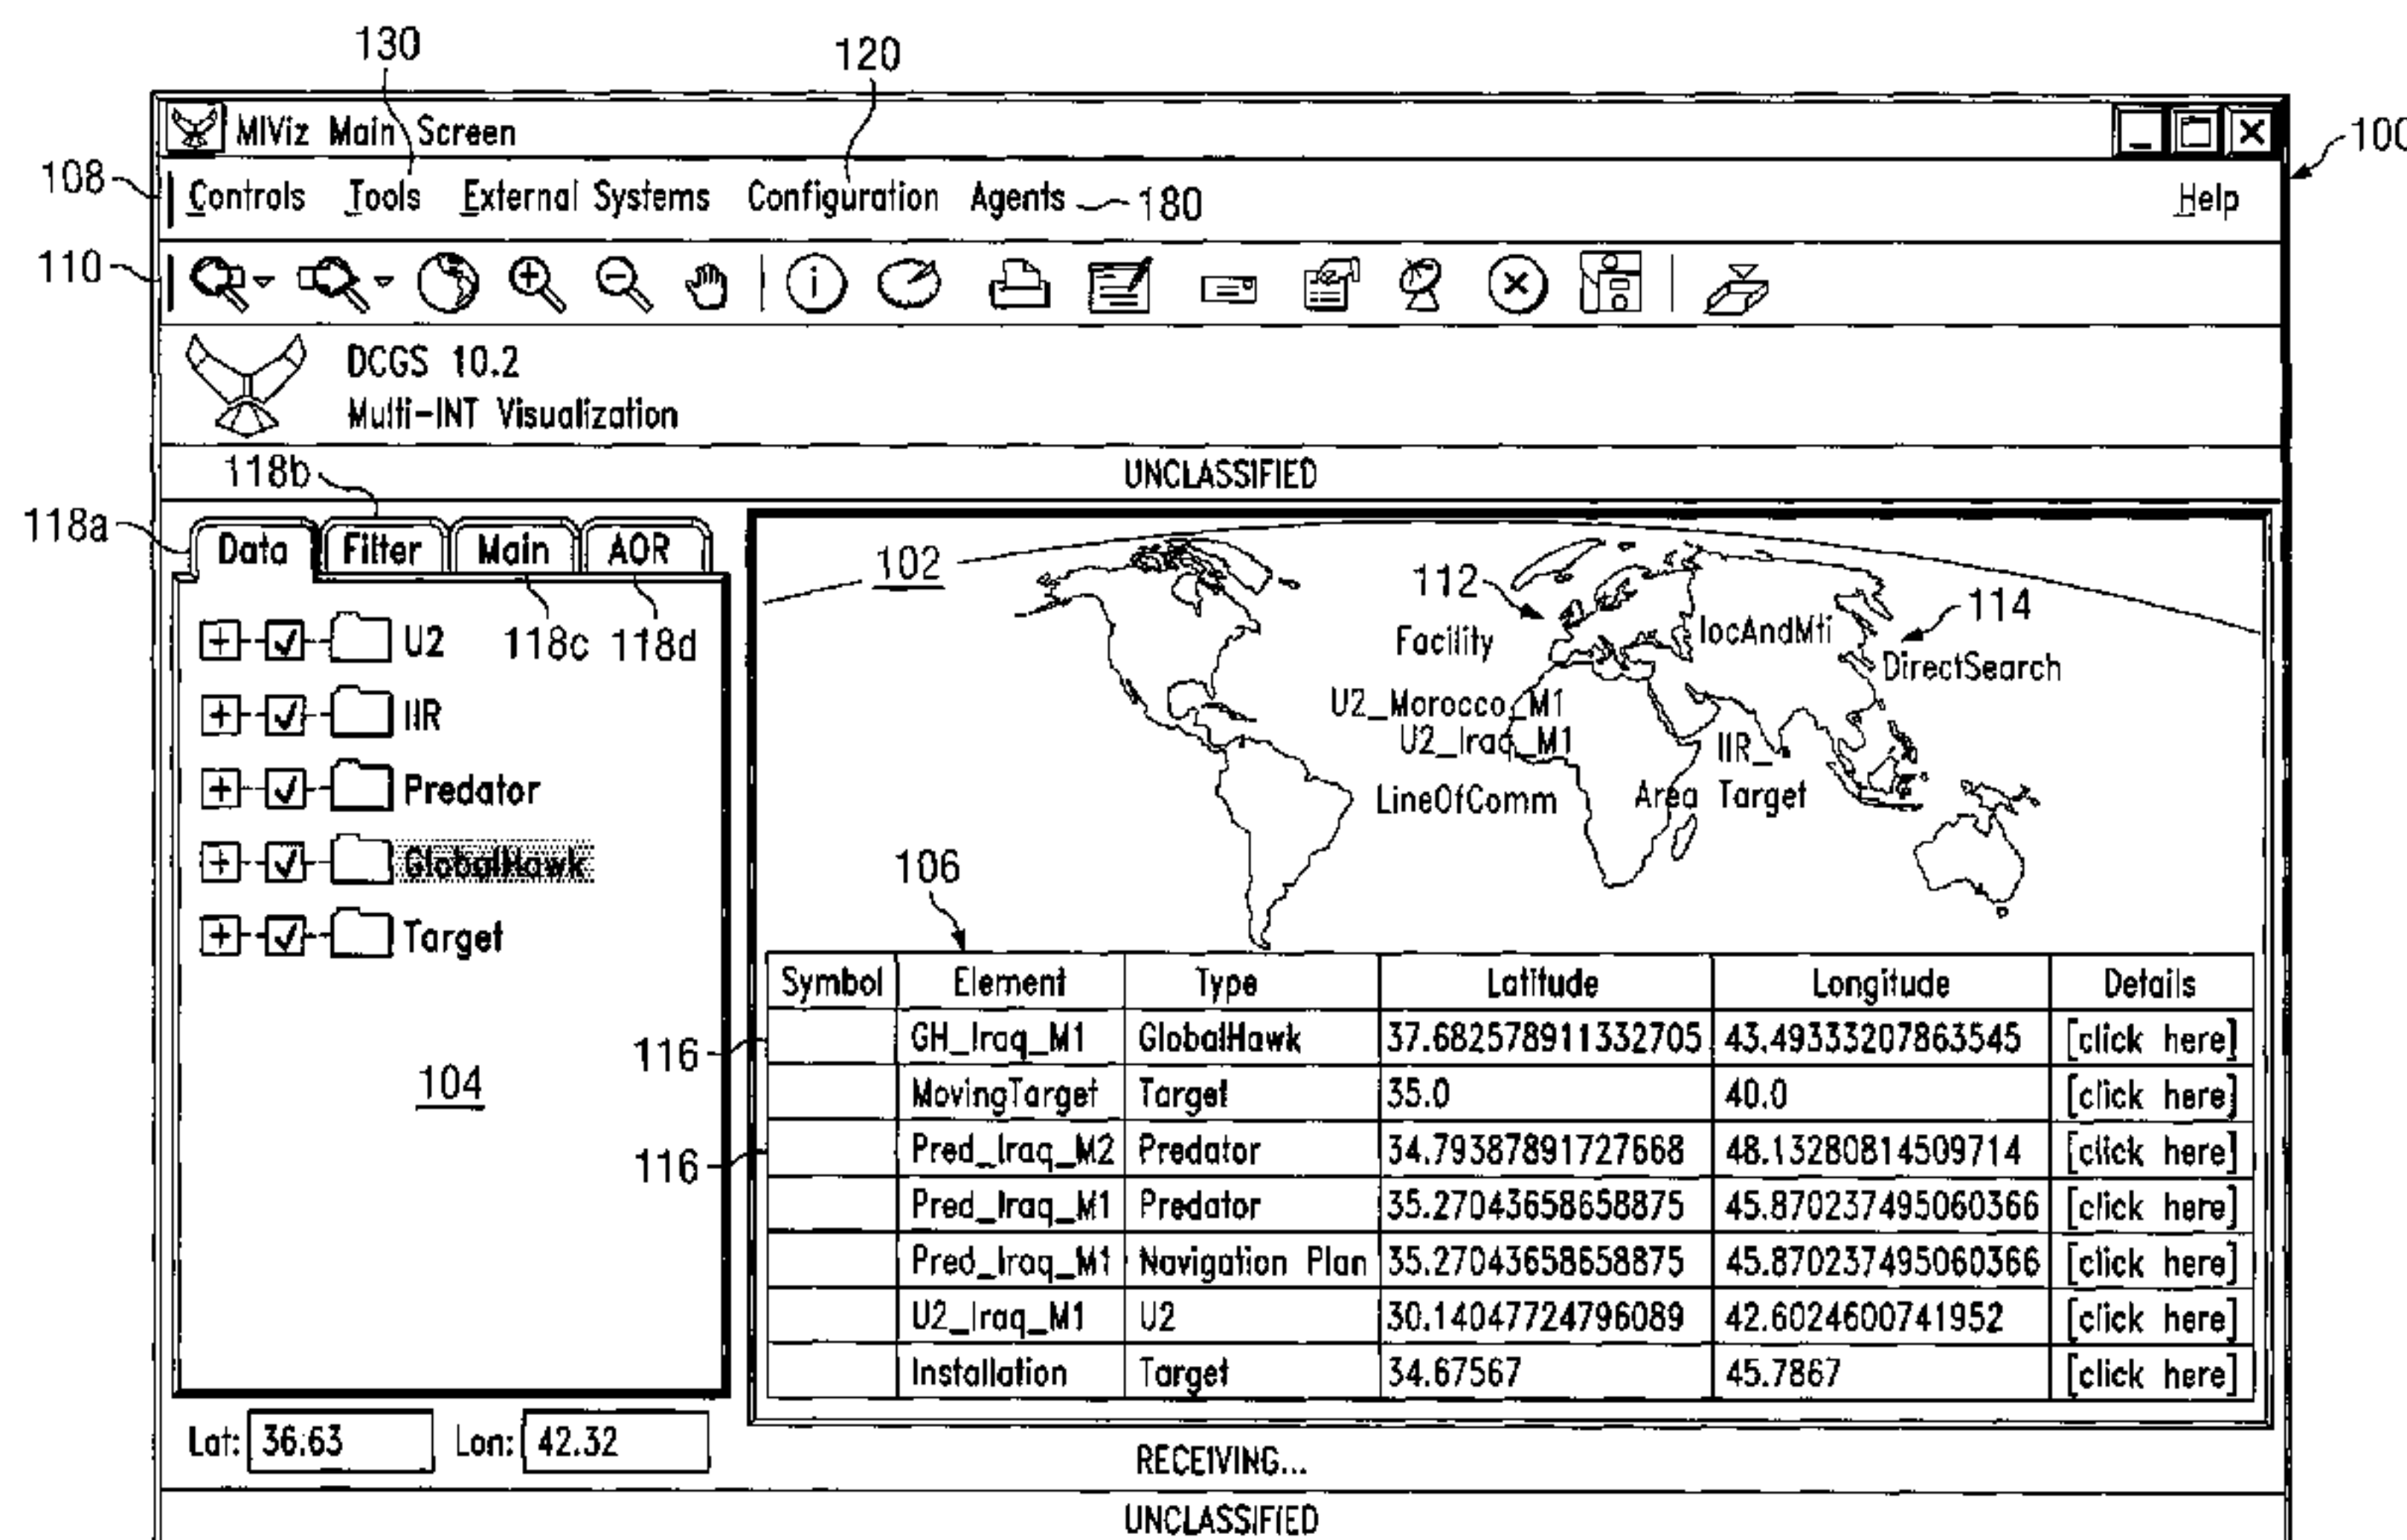 130
120
MIViz Main Screen
100
108
Controls Tools External Systems Configuration Agents 180 Help
110
i
DCGS 10.2
Multi-INT Visualization
UNCLASSIFIED
118b
118a
Data Filter Main AOR
118c 118d
U2
IIR
Predator
GlobalHawk
Target
104
102
112
114
Facility
locAndMti
DirectSearch
U2_Morocco_M1
U2_Iraq_M1
IIR_
LineOfComm
Area Target
106
Symbol Element Type Latitude Longitude Details
116
GH_Iraq_M1 GlobalHawk 37.682578911332705 43.49333207863545 [click here]
MovingTarget Target 35.0 40.0 [click here]
116
Pred_Iraq_M2 Predator 34.79387891727668 48.13280814509714 [click here]
Pred_Iraq_M1 Predator 35.27043658658875 45.870237495060366 [click here]
Pred_Iraq_M1 Navigation Plan 35.27043658658875 45.870237495060366 [click here]
U2_Iraq_M1 U2 30.14047724796089 42.6024600741952 [click here]
Installation Target 34.67567 45.7867 [click here]
Lat: 36.63 Lon: 42.32
RECEIVING...
UNCLASSIFIED